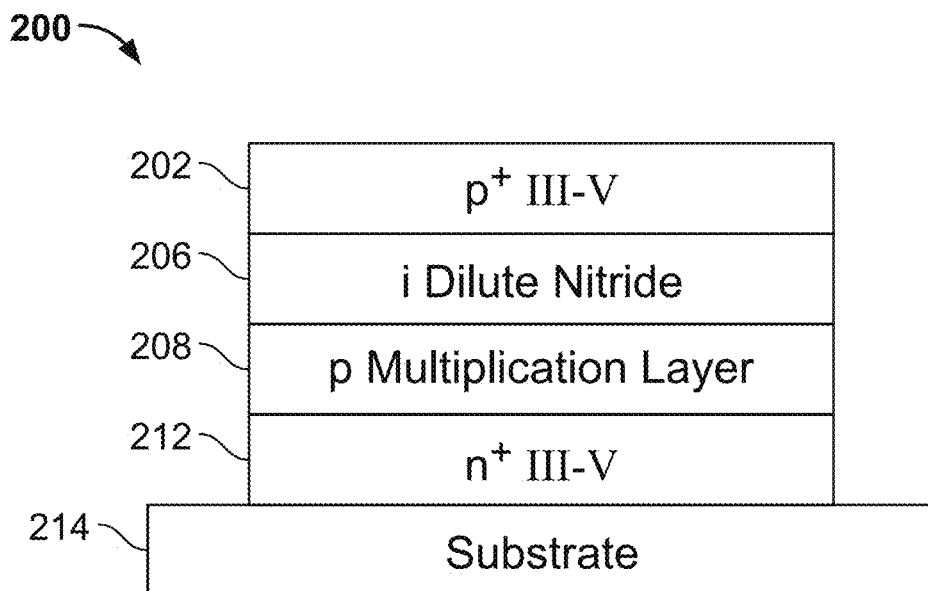 200
202
p+ III-V
206
i Dilute Nitride
208
p Multiplication Layer
212
n+ III-V
214
Substrate